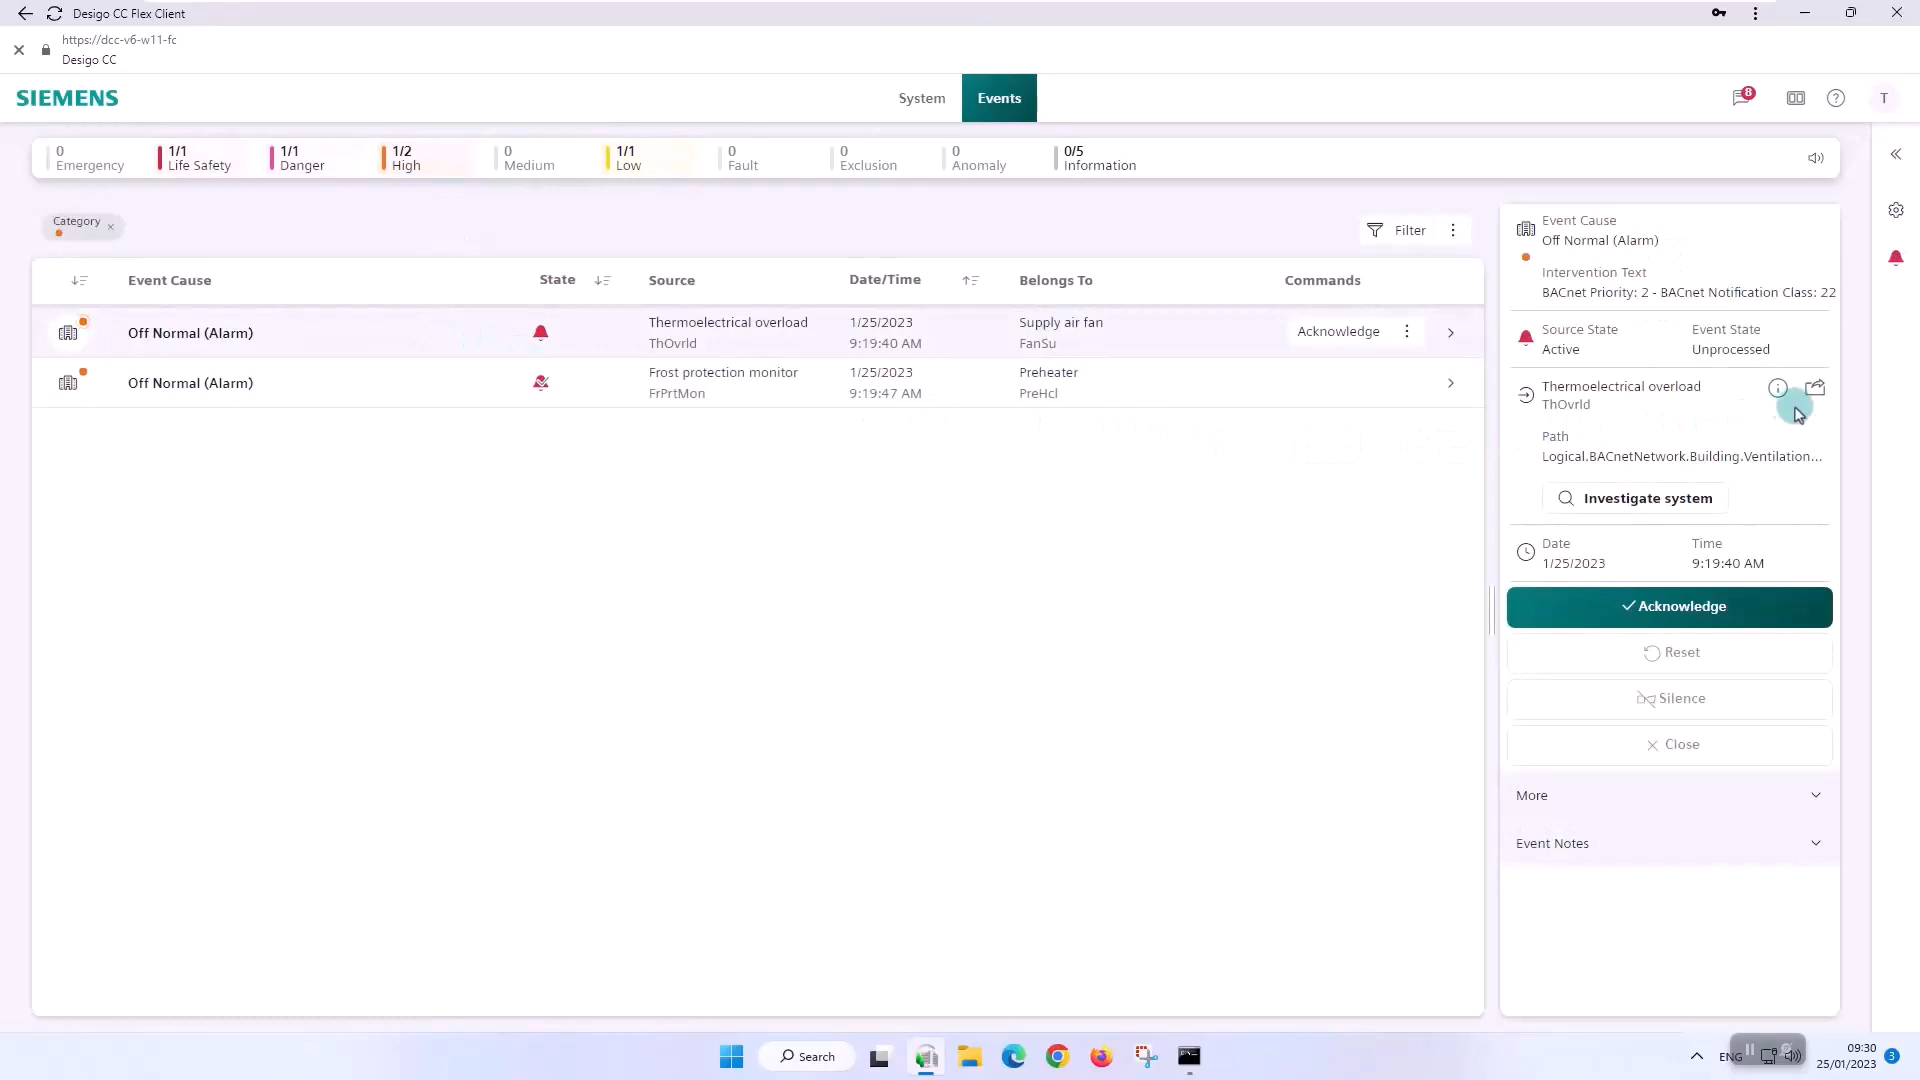 Desigo CC Flex Client
https://dcc-v6-w11-fc
Desigo CC
SIEMENS
System
Events
8
T
0
Emergency
1/1
Life Safety
1/1
Danger
1/2
High
0
Medium
1/1
Low
0
Fault
0
Exclusion
0
Anomaly
0/5
Information
Category
Filter
Event Cause State Source Date/Time Belongs To Commands
Off Normal (Alarm)
Thermoelectrical overload
ThOvrld
1/25/2023
9:19:40 AM
Supply air fan
FanSu
Acknowledge
Off Normal (Alarm)
Frost protection monitor
FrPrtMon
1/25/2023
9:19:47 AM
Preheater
PreHcl
Event Cause
Off Normal (Alarm)
Intervention Text
BACnet Priority: 2 - BACnet Notification Class: 22
Source State
Active
Event State
Unprocessed
Thermoelectrical overload
ThOvrld
Path
Logical.BACnetNetwork.Building.Ventilation...
Investigate system
Date
1/25/2023
Time
9:19:40 AM
Acknowledge
Reset
Silence
Close
More
Event Notes
Search
ENG
09:30
25/01/2023
3